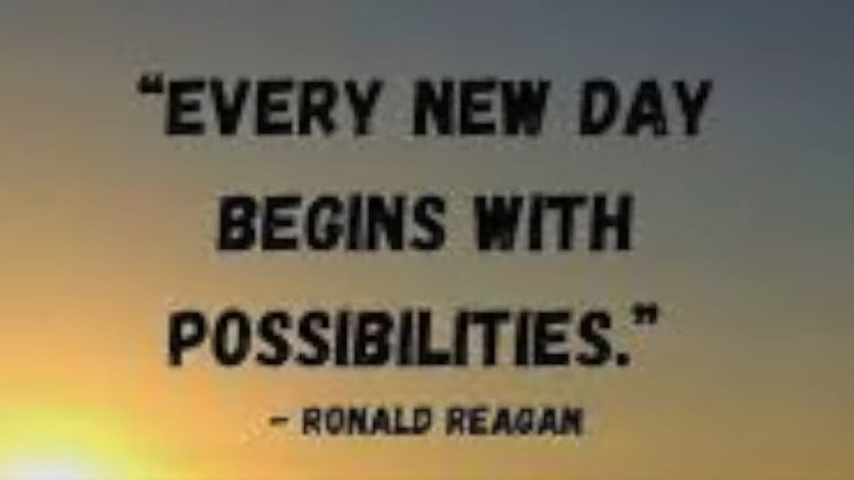 “EVERY NEW DAY
BEGINS WITH
POSSIBILITIES.”
- RONALD REAGAN